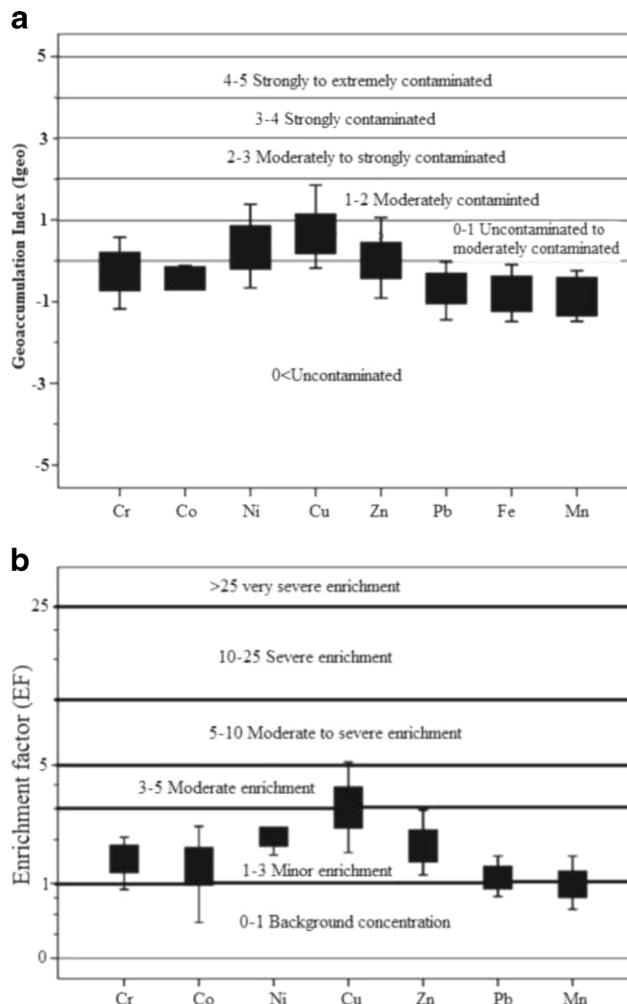 a
5
4-5 Strongly to extremely contaminated
3-4 Strongly contaminated
3
2-3 Moderately to strongly contaminated
1-2 Moderately contaminted
1
0-1 Uncontaminated to
moderately contaminated
-1
0<Uncontaminated
-3
-5
Geoaccumulation Index (Igeo)
Cr Co Ni Cu Zn Pb Fe Mn
b
>25 very severe enrichment
25
10-25 Severe enrichment
5-10 Moderate to severe enrichment
5
3-5 Moderate enrichment
1-3 Minor enrichment
1
0-1 Background concentration
0
Enrichment factor (EF)
Cr Co Ni Cu Zn Pb Mn